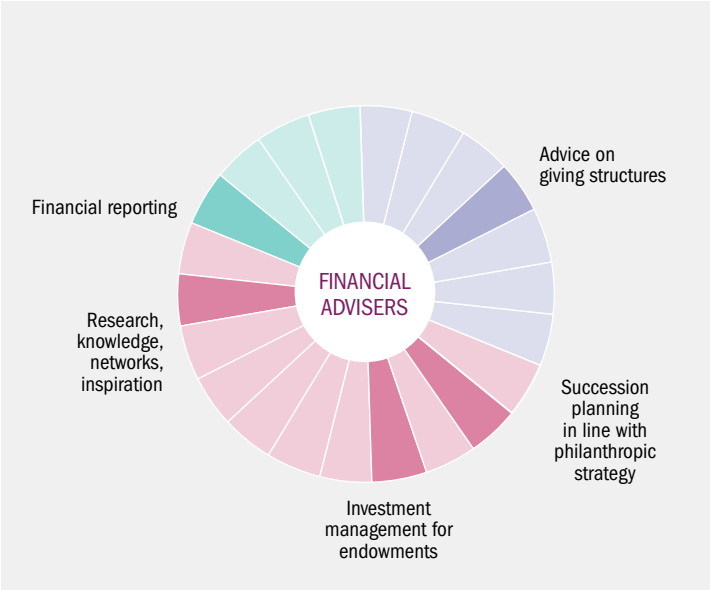 Advice on
giving structures
Financial reporting
FINANCIAL
ADVISERS
Research,
knowledge,
networks,
inspiration
Succession
planning
in line with
philanthropic
strategy
Investment
management for
endowments